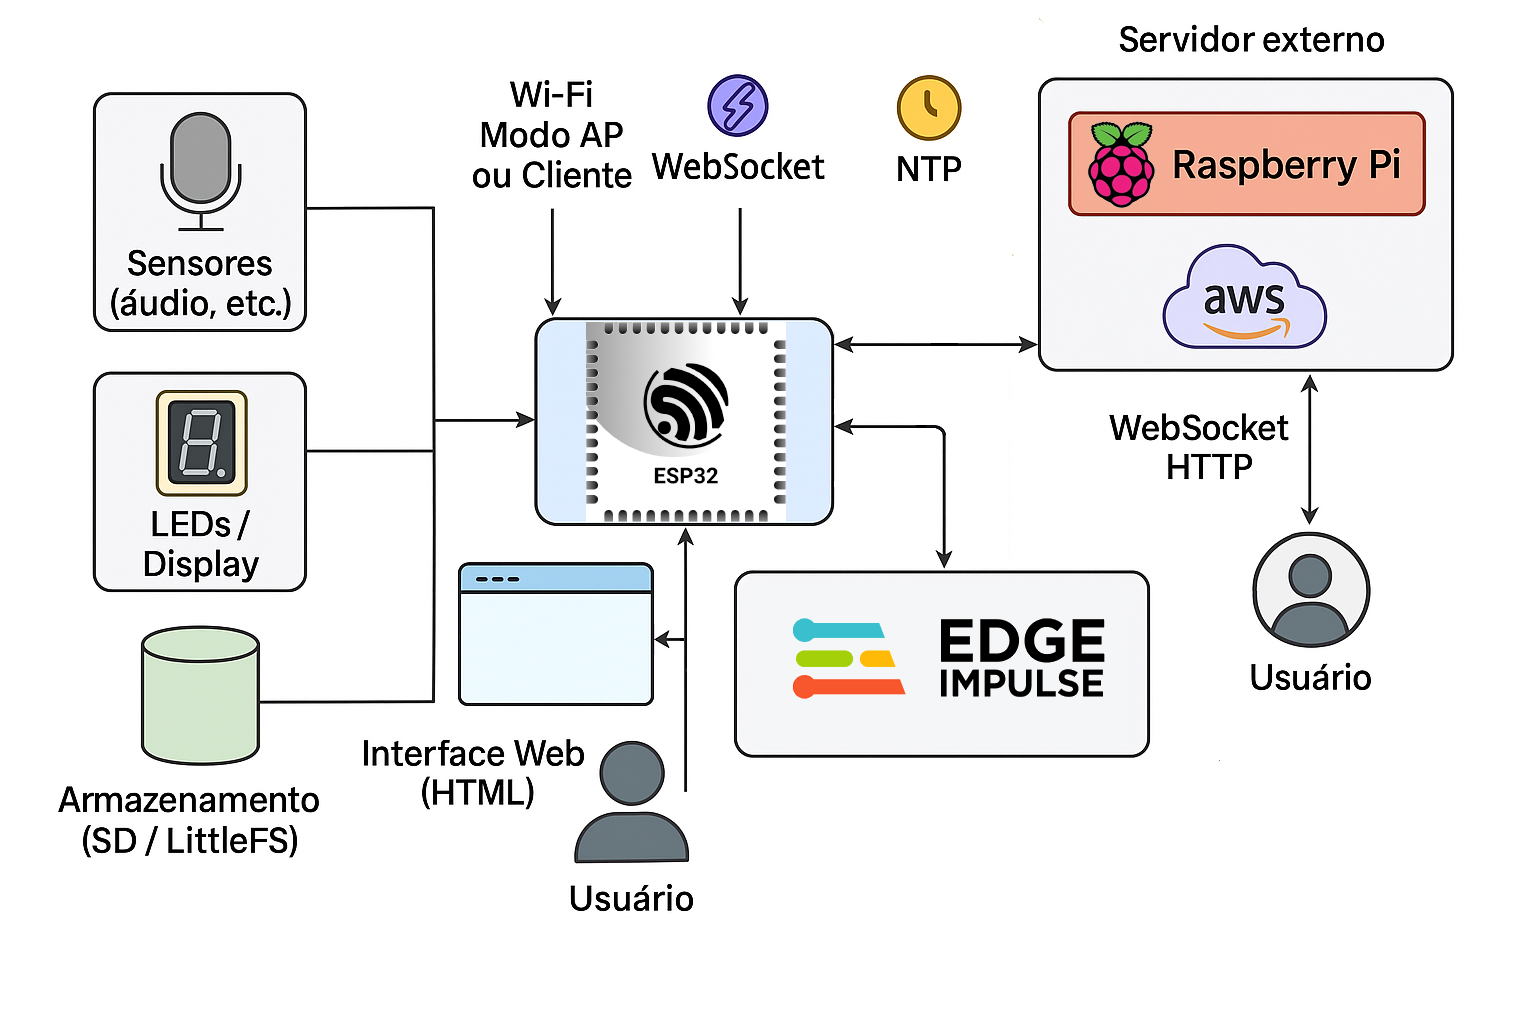 Servidor externo
Wi-Fi
Modo AP
ou Cliente
WebSocket
NTP
Raspberry Pi
aws
Sensores
(áudio, etc.)
ESP32
LEDs /
Display
WebSocket
HTTP
EDGE
IMPULSE
Usuário
Interface Web
(HTML)
Armazenamento
(SD / LittleFS)
Usuário